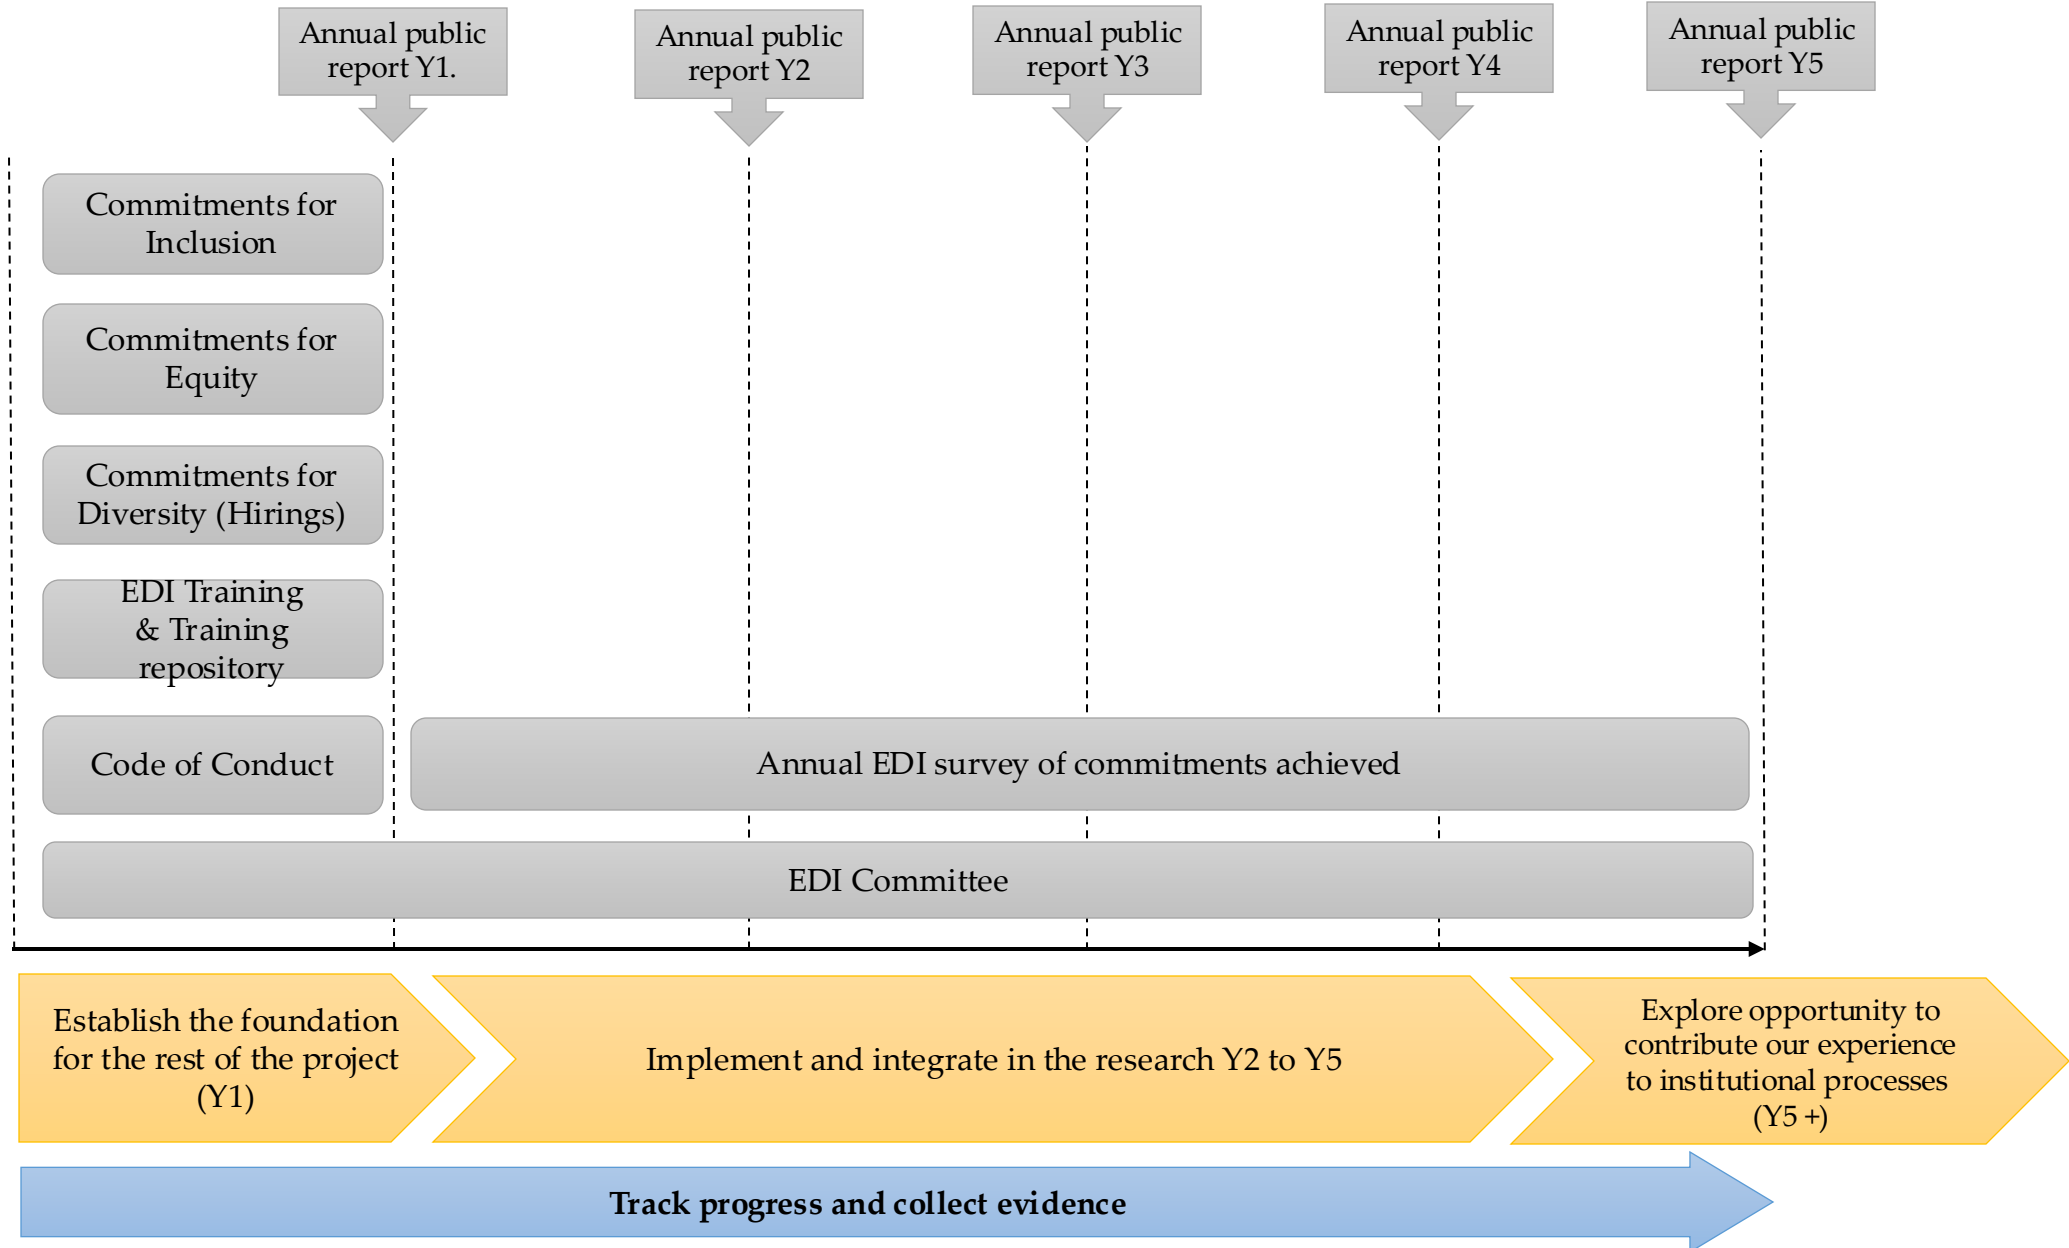 Annual public
report Y1.
Annual public
report Y2
Annual public
report Y3
Annual public
report Y4
Annual public
report Y5
Commitments for
Inclusion
Commitments for
Equity
Commitments for
Diversity (Hirings)
EDI Training
& Training
repository
Code of Conduct
Annual EDI survey of commitments achieved
EDI Committee
Establish the foundation
for the rest of the project
(Y1)
Implement and integrate in the research Y2 to Y5
Explore opportunity to
contribute our experience
to institutional processes
(Y5 +)
Track progress and collect evidence